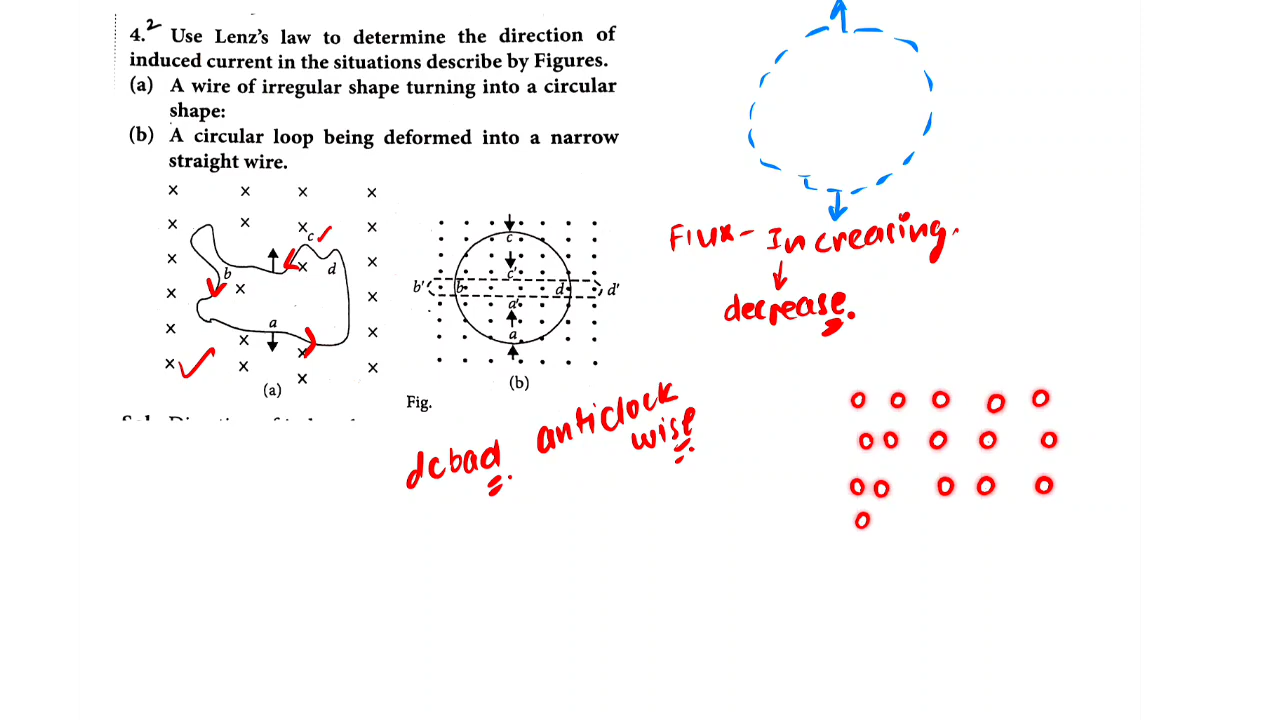 4.2 Use Lenz's law to determine the direction of
induced current in the situations describe by Figures.
(a) A wire of irregular shape turning into a circular
shape:
(b) A circular loop being deformed into a narrow
straight wire.
c
b
d
a
(a)
c
c'
b'
b
d
d'
a'
a
(b)
Fig.
Flux - Increasing.
decrease.
dcbad anticlock
wise